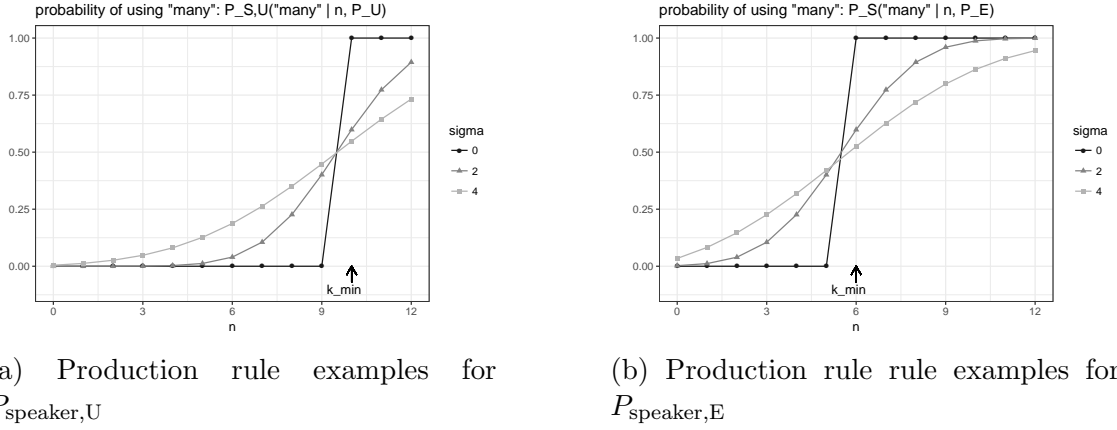 probability of using "many": P_S,U("many" | n, P_U)
1.00
0.75
0.50
0.25
0.00
k_min
0
3
6
9
12
n
sigma
0
2
4
a) Production rule examples for
P_speaker,U
probability of using "many": P_S("many" | n, P_E)
1.00
0.75
0.50
0.25
0.00
k_min
0
3
6
9
12
n
sigma
0
2
4
(b) Production rule rule examples for
P_speaker,E